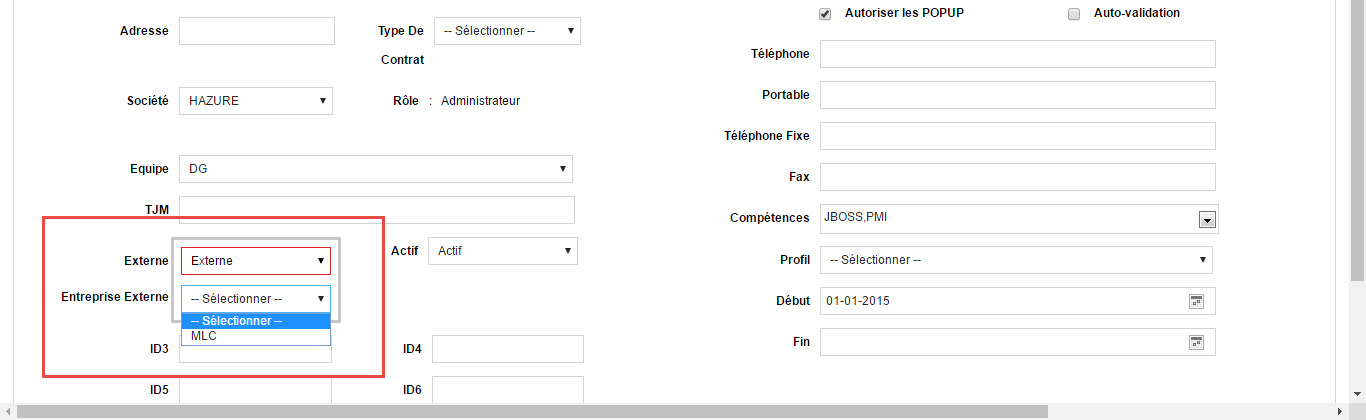 Autoriser les POPUP Auto-validation
Adresse Type De Contrat -- Sélectionner --
Téléphone
Portable
Société HAZURE Rôle : Administrateur
Téléphone Fixe
Equipe DG
Fax
TJM
Compétences JBOSS,PMI
Externe Externe Actif Actif
Profil -- Sélectionner --
Entreprise Externe -- Sélectionner --
Début 01-01-2015
-- Sélectionner --
MLC
Fin
ID3 ID4
ID5 ID6